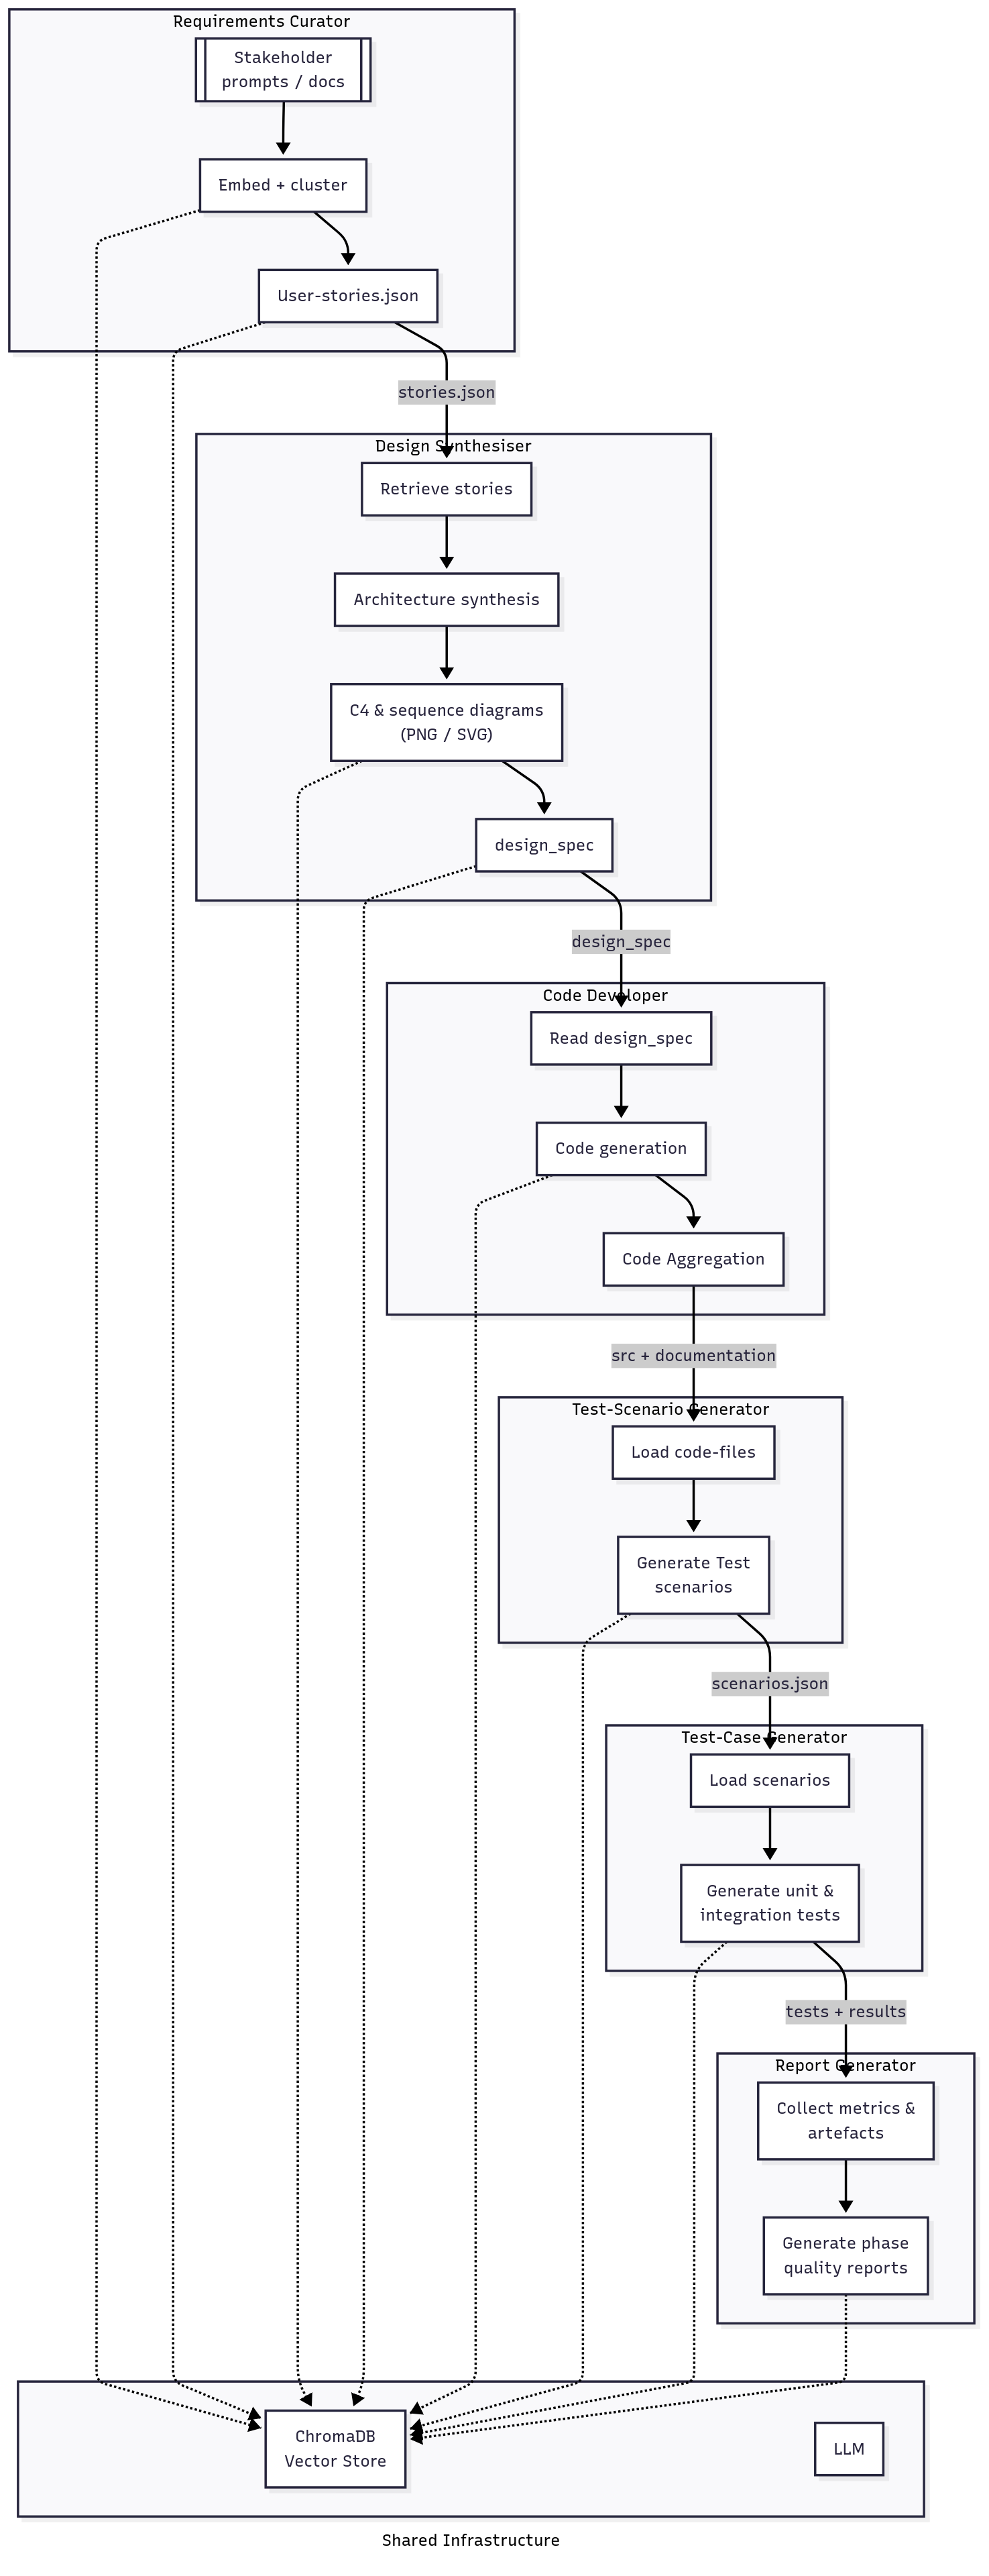 Requirements Curator
Stakeholder
prompts / docs
Embed + cluster
User-stories.json
stories.json
Design Synthesiser
Retrieve stories
Architecture synthesis
C4 & sequence diagrams
(PNG / SVG)
design_spec
design_spec
Code Developer
Read design_spec
Code generation
Code Aggregation
src + documentation
Test-Scenario Generator
Load code-files
Generate Test
scenarios
scenarios.json
Test-Case Generator
Load scenarios
Generate unit &
integration tests
tests + results
Report Generator
Collect metrics &
artefacts
Generate phase
quality reports
ChromaDB
Vector Store
LLM
Shared Infrastructure